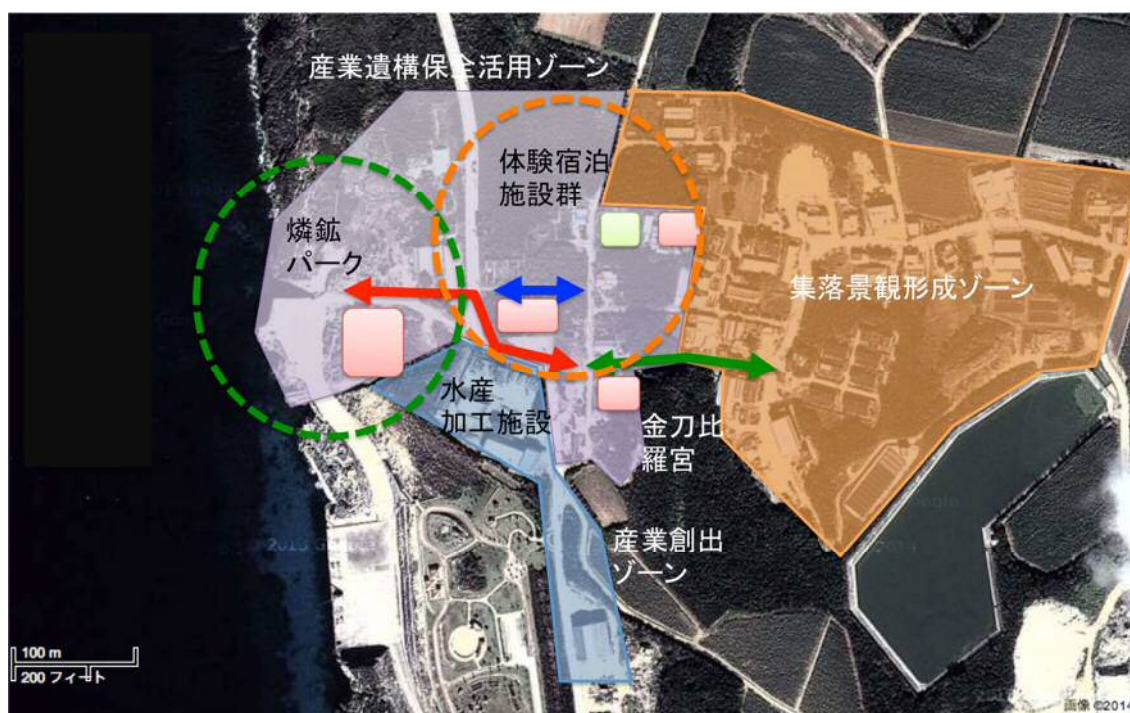 産業遺構保全活用ゾーン
体験宿泊
施設群
燐鉱
パーク
集落景観形成ゾーン
水産
加工施設
金刀比
羅宮
産業創出
ゾーン
100 m
200 フィート
画像 ©2014